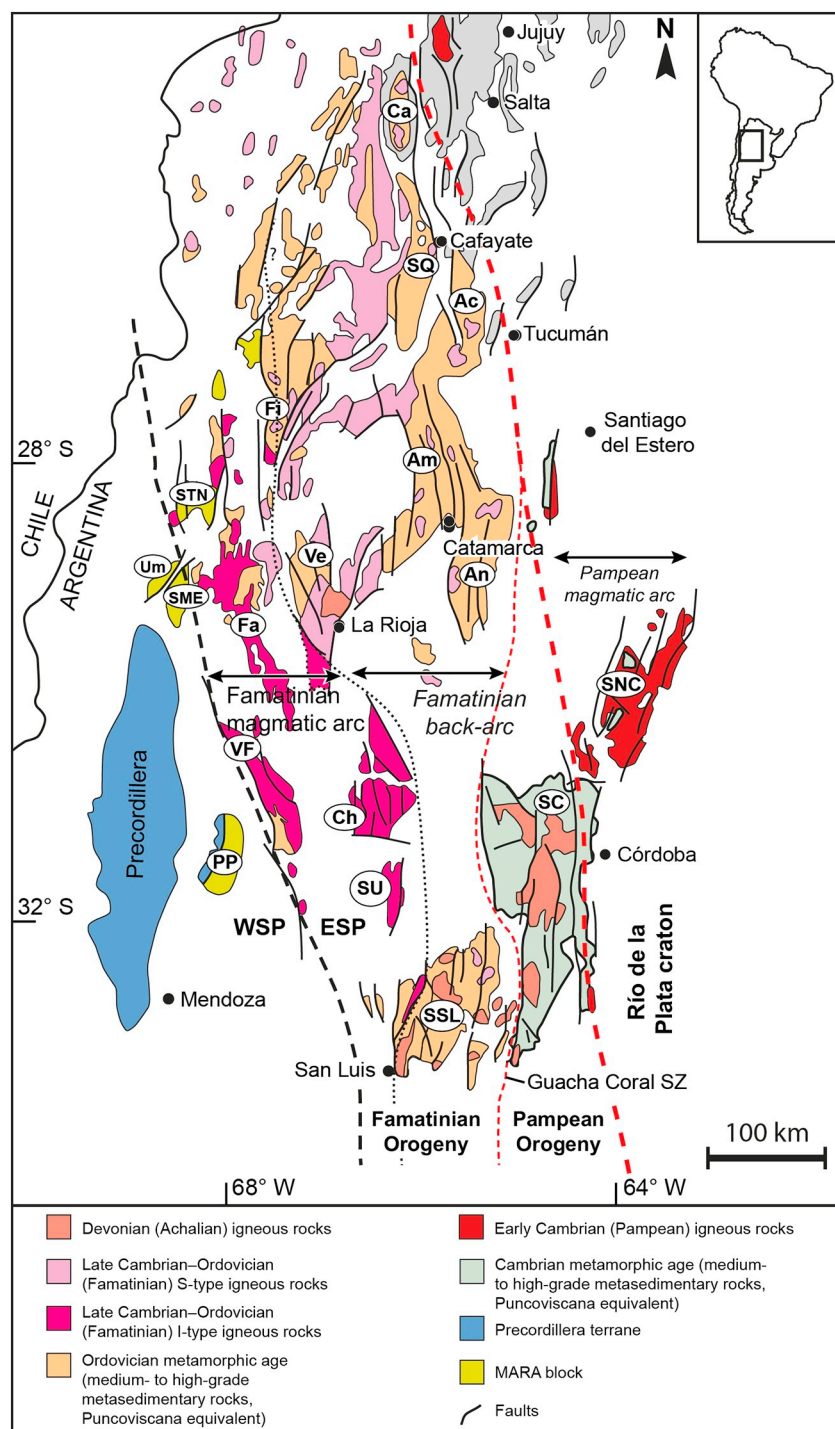 Jujuy
N
Salta
Ca
Cafayate
?
SQ
Ac
Tucumán
Fi
Santiago
del Estero
28° S
Am
STN
CHILE
ARGENTINA
Catamarca
Ve
Um
An
Pampean
magmatic arc
SME
Fa
La Rioja
SNC
Famatinian
magmatic arc
Famatinian
back-arc
VF
Precordillera
Ch
SC
PP
Córdoba
SU
32° S
WSP
ESP
Río de la
Plata craton
Mendoza
SSL
San Luis
Guacha Coral SZ
Famatinian
Orogeny
Pampean
Orogeny
100 km
68° W
64° W
Devonian (Achalian) igneous rocks
Late Cambrian–Ordovician
(Famatinian) S-type igneous rocks
Late Cambrian–Ordovician
(Famatinian) I-type igneous rocks
Ordovician metamorphic age
(medium- to high-grade
metasedimentary rocks,
Puncoviscana equivalent)
Early Cambrian (Pampean) igneous rocks
Cambrian metamorphic age (medium-
to high-grade metasedimentary rocks,
Puncoviscana equivalent)
Precordillera terrane
MARA block
Faults